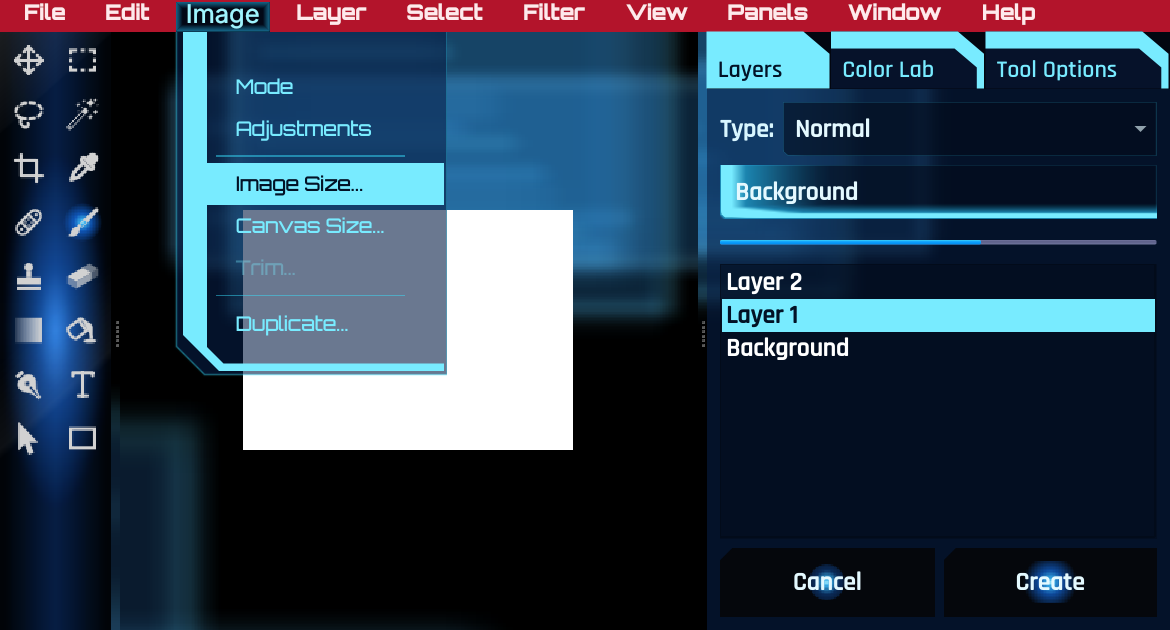 File Edit Image Layer Select Filter View Panels Window Help
Mode
Adjustments
Image Size...
Canvas Size...
Trim...
Duplicate...
Layers Color Lab Tool Options
Type: Normal
Background
Layer 2
Layer 1
Background
Cancel Create